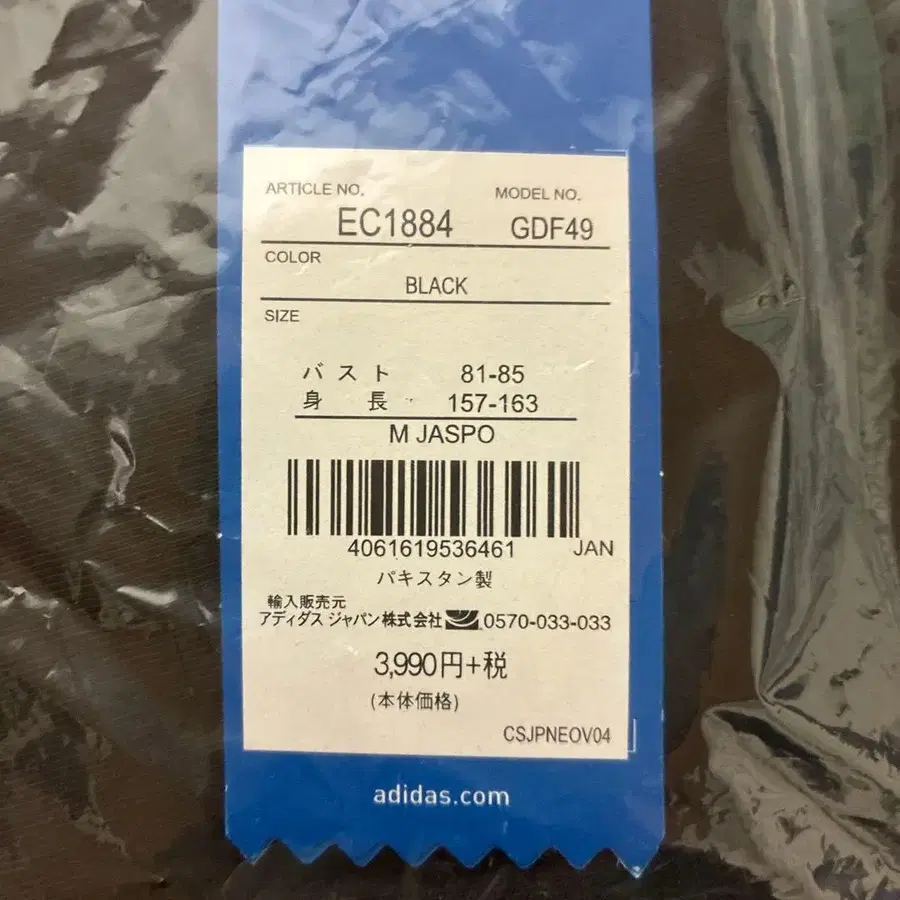 ARTICLE NO. MODEL NO.
EC1884 GDF49
COLOR
BLACK
SIZE
バスト 81-85
身長 157-163
M JASPO
4061619536461 JAN
パキスタン製
輸入販売元
アディダス ジャパン株式会社 0570-033-033
3,990円+税
(本体価格)
CSJPNEOV04
adidas.com